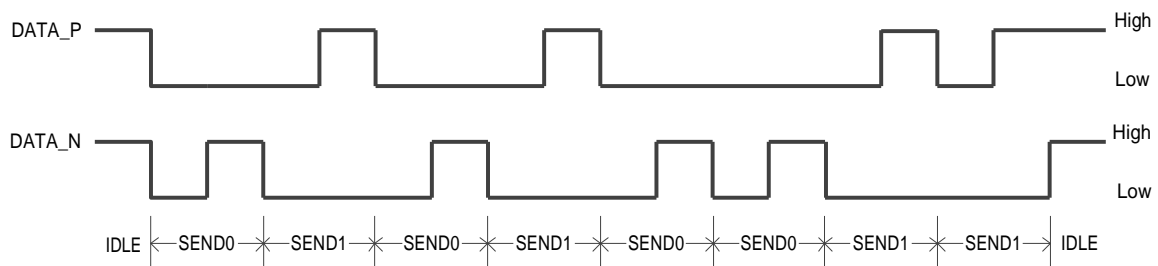 DATA_P
High
Low
DATA_N
High
Low
IDLE SEND0 SEND1 SEND0 SEND1 SEND0 SEND0 SEND1 SEND1 IDLE